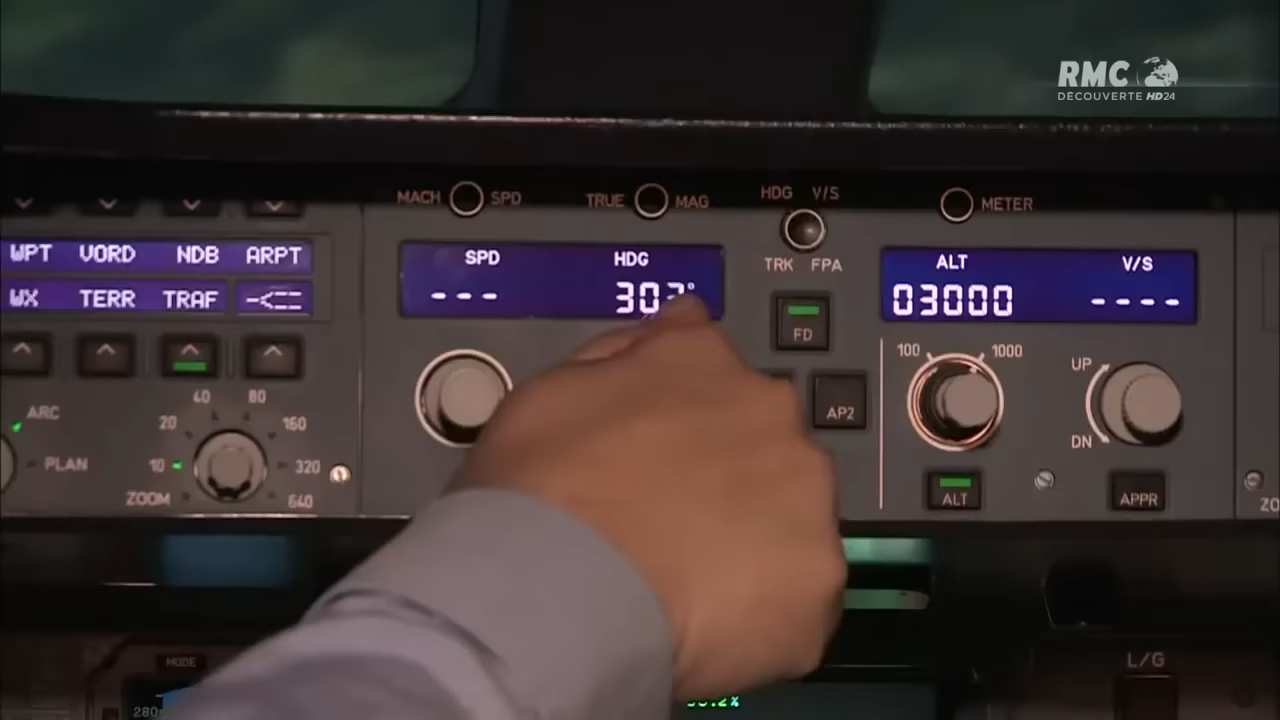 RMC
DÉCOUVERTE HD24
MACH SPD
TRUE MAG
HDG V/S
TRK FPA
METER
WPT VORD NDB ARPT
WX TERR TRAF -<==
SPD HDG
---
ALT V/S
03000 ----
FD
AP2
100 1000
UP
DN
ALT
APPR
ARC
PLAN
10 20 40 80 160 320 640
ZOOM
MODE
280
L/G